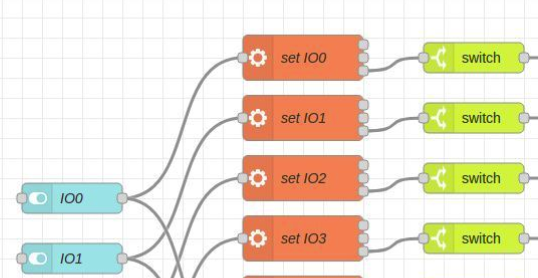 set IO0 switch
set IO1 switch
set IO2 switch
IO0
set IO3 switch
IO1